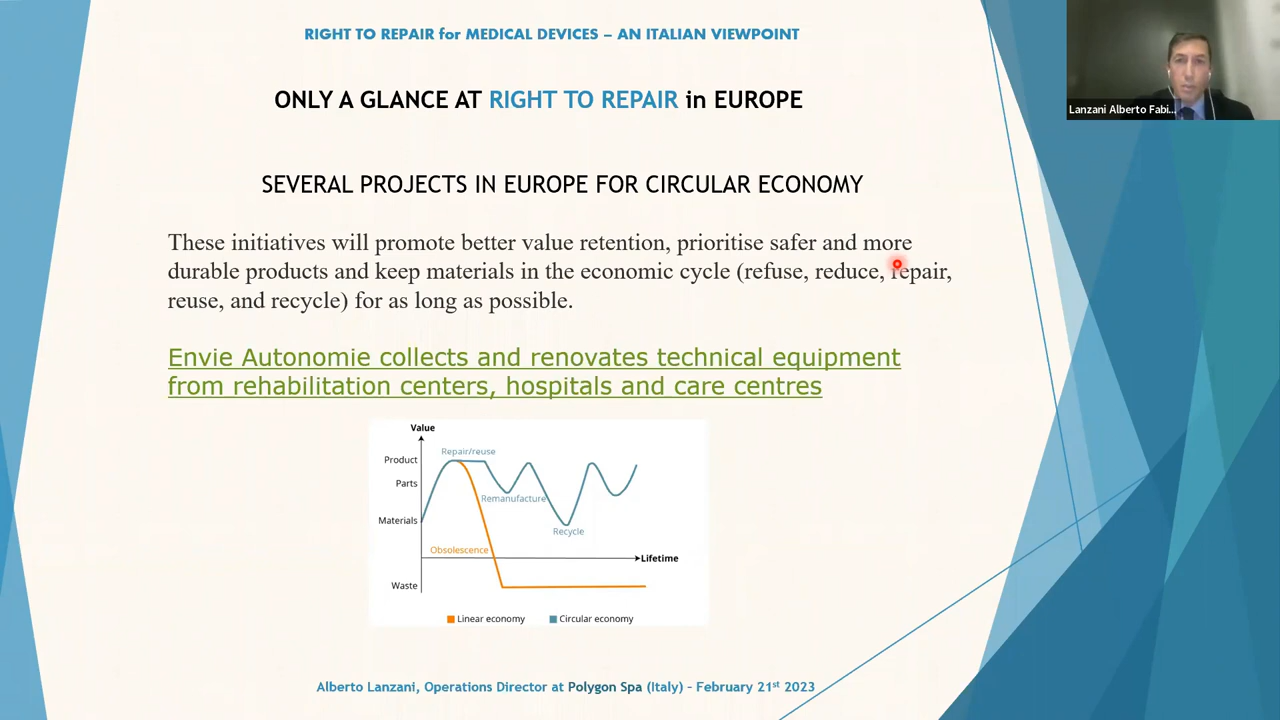 RIGHT TO REPAIR for MEDICAL DEVICES – AN ITALIAN VIEWPOINT
Lanzani Alberto Fabi...
ONLY A GLANCE AT RIGHT TO REPAIR in EUROPE
SEVERAL PROJECTS IN EUROPE FOR CIRCULAR ECONOMY
These initiatives will promote better value retention, prioritise safer and more
durable products and keep materials in the economic cycle (refuse, reduce, repair,
reuse, and recycle) for as long as possible.
Envie Autonomie collects and renovates technical equipment
from rehabilitation centers, hospitals and care centres
Value
Repair/reuse
Product
Parts
Remanufacture
Materials
Recycle
Obsolescence
Lifetime
Waste
Linear economy
Circular economy
Alberto Lanzani, Operations Director at Polygon Spa (Italy) – February 21st 2023